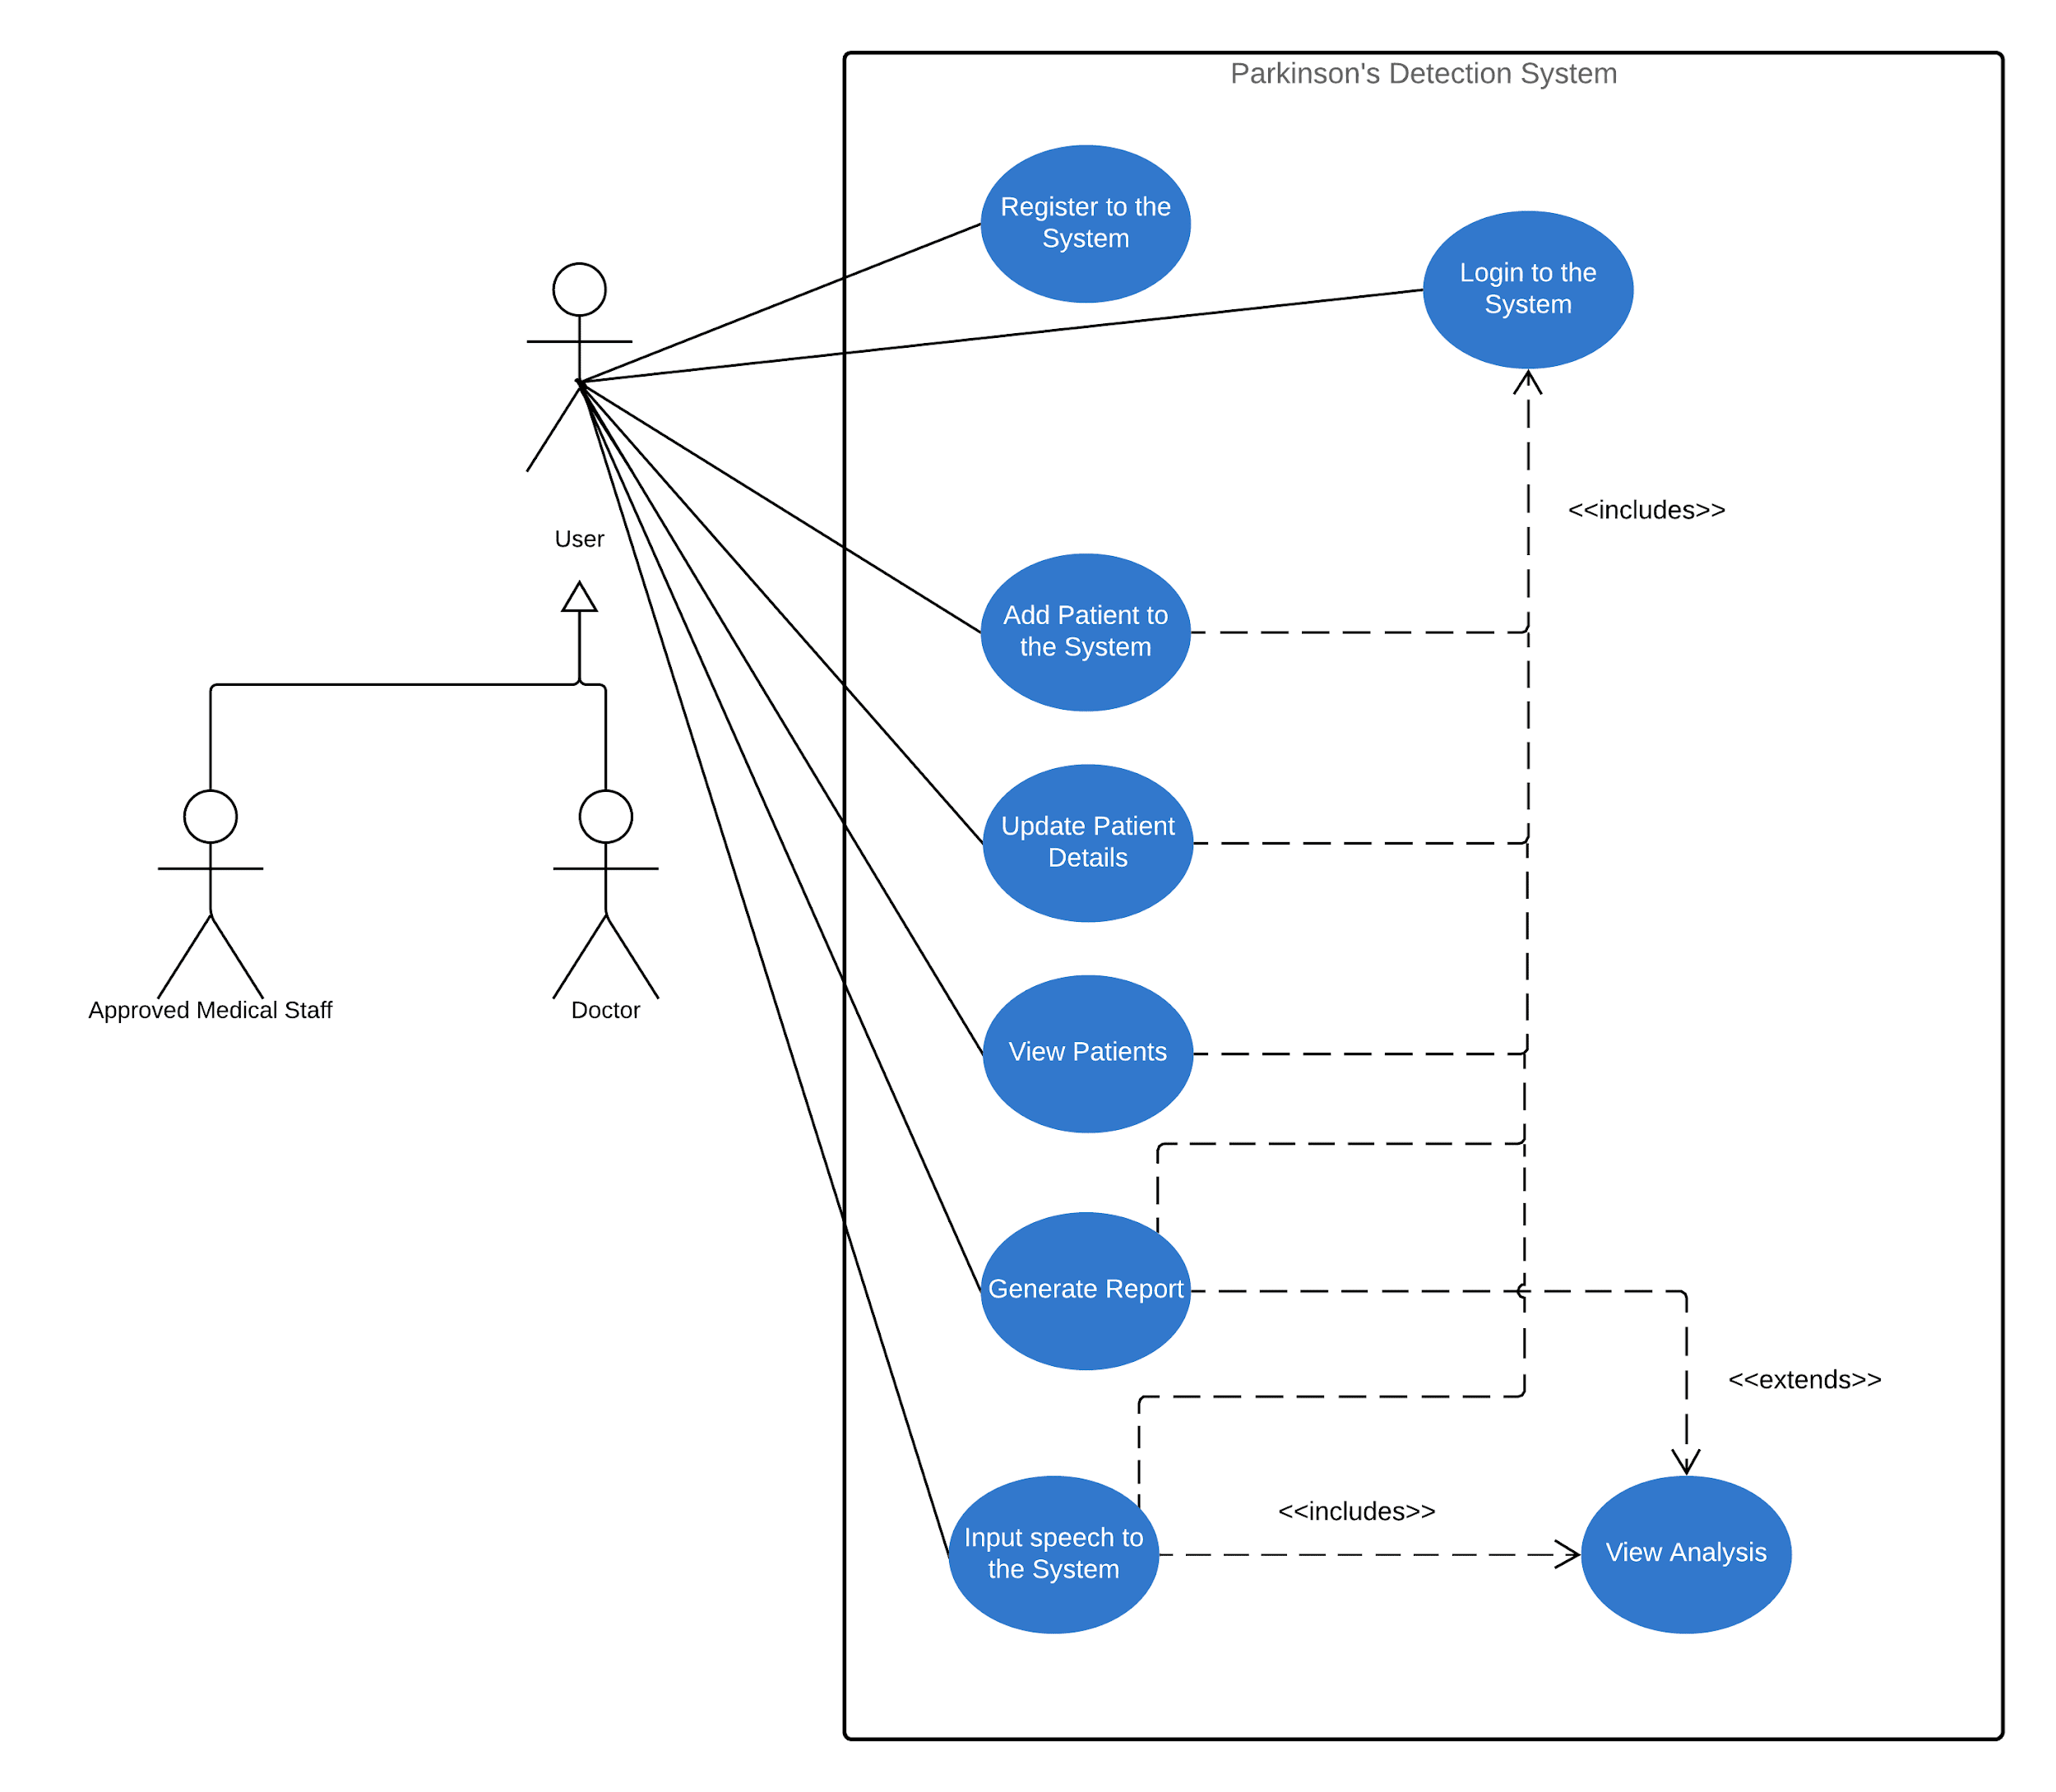 Parkinson's Detection System
Register to the
System
Login to the
System
<<includes>>
User
Add Patient to
the System
Update Patient
Details
Approved Medical Staff
Doctor
View Patients
Generate Report
<<extends>>
<<includes>>
Input speech to
the System
View Analysis